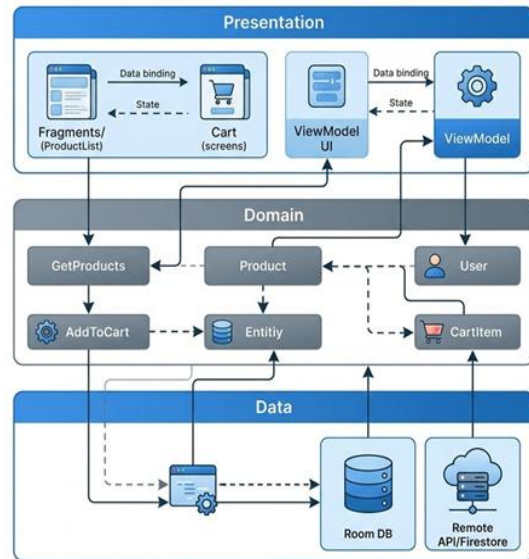 Presentation
Data binding
State
Fragments/
(ProductList)
Cart
(screens)
ViewModel
UI
Data binding
State
ViewModel
Domain
GetProducts
Product
User
AddToCart
Entitiy
CartItem
Data
Room DB
Remote
API/Firestore